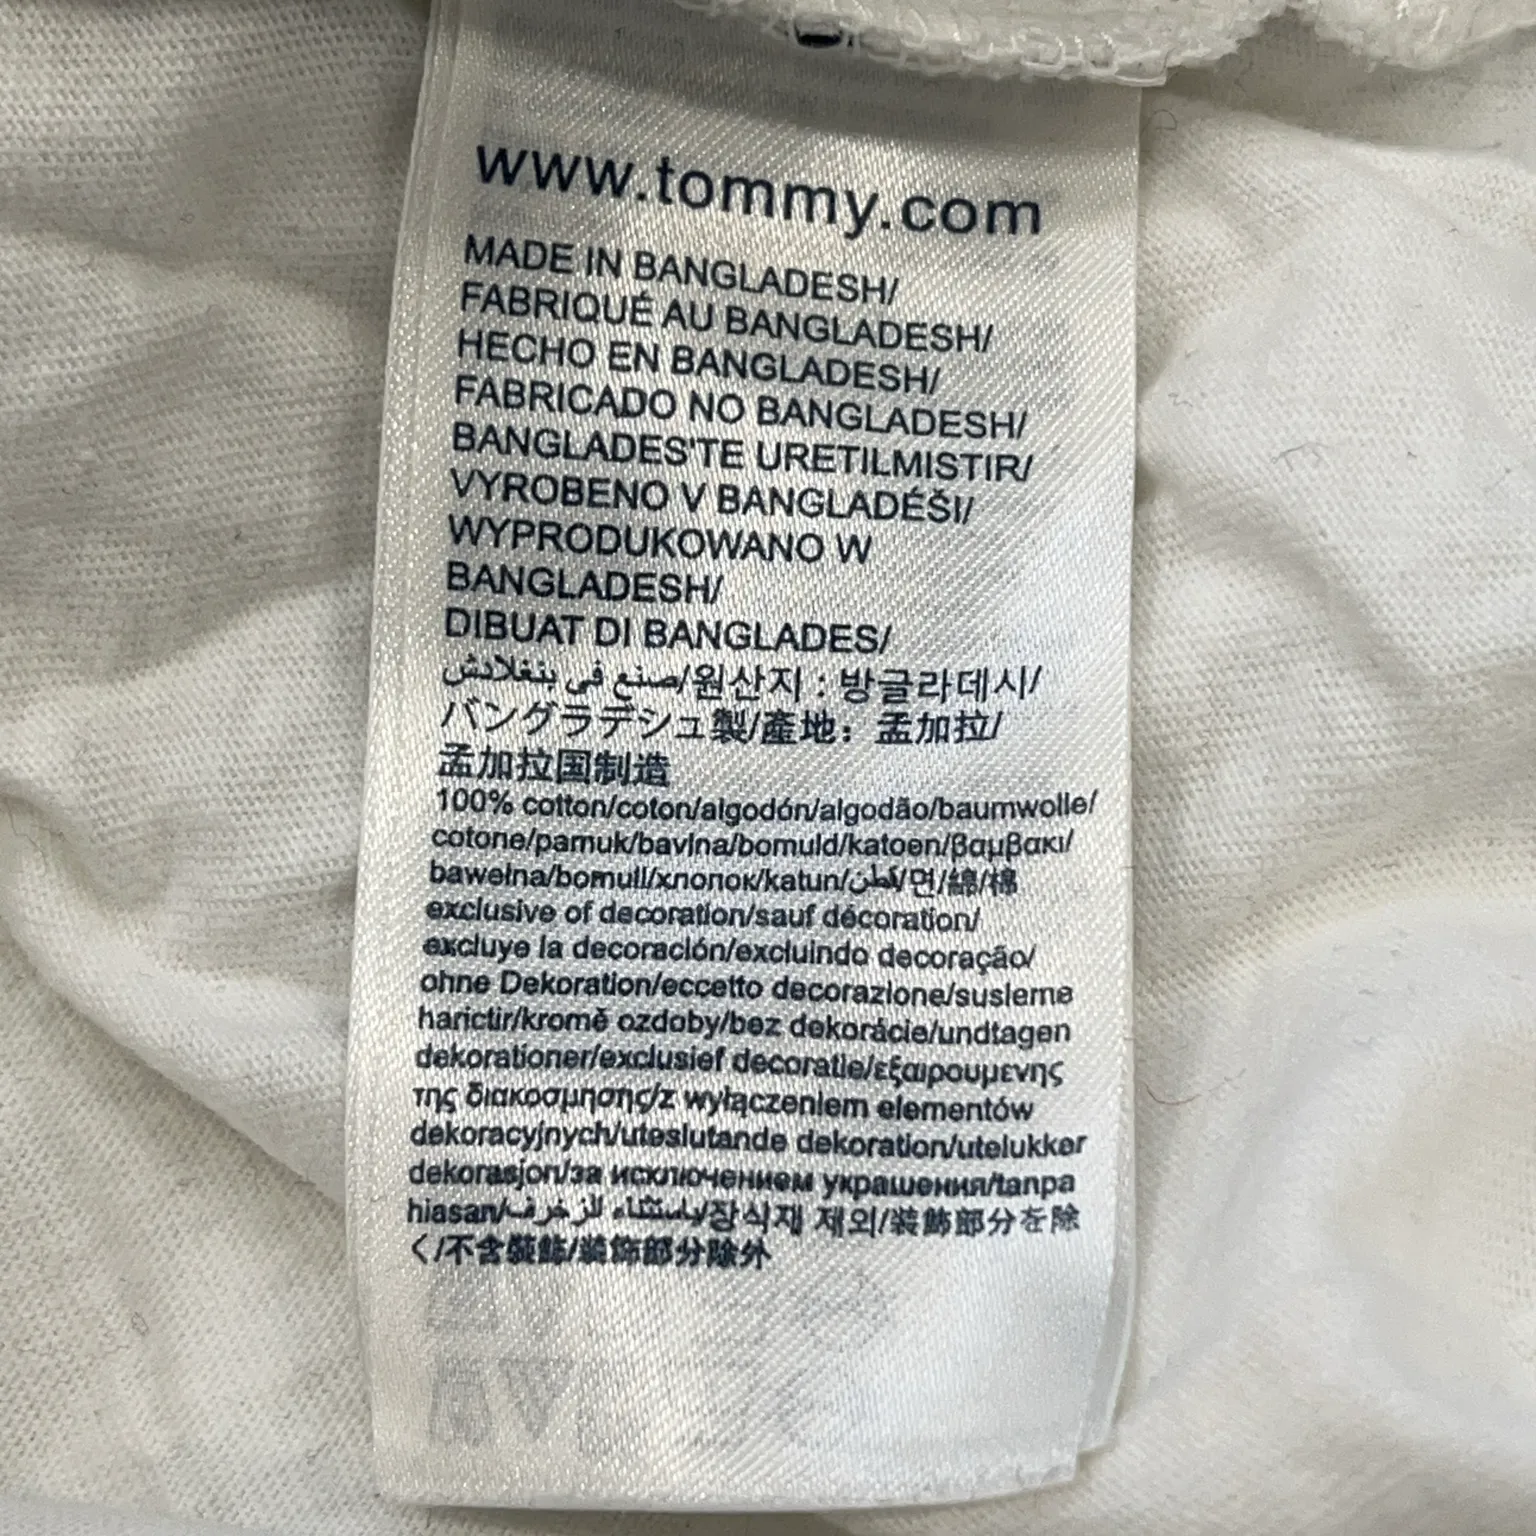 www.tommy.com
MADE IN BANGLADESH/
FABRIQUÉ AU BANGLADESH/
HECHO EN BANGLADESH/
FABRICADO NO BANGLADESH/
BANGLADES'TE URETILMISTIR/
VYROBENO V BANGLADÉŠI/
WYPRODUKOWANO W
BANGLADESH/
DIBUAT DI BANGLADES/
صنع في بنغلادش/원산지 : 방글라데시/
バングラデシュ製/產地：孟加拉/
孟加拉国制造
100% cotton/coton/algodón/algodão/baumwolle/
cotone/pamuk/bavlna/bomuld/katoen/βαμβακι/
bawełna/bomull/хлопок/katun/قطن/면/綿/棉
exclusive of decoration/sauf décoration/
excluye la decoración/excluindo decoração/
ohne Dekoration/eccetto decorazione/susleme
harictir/kromě ozdoby/bez dekorácie/undtagen
dekorationer/exclusief decoratie/εξαιρουμενης
της διακοσμησης/z wyłączeniem elementów
dekoracyjnych/uteslutande dekoration/utelukker
dekorasjon/за исключением украшения/tanpa
hiasan/باستثناء الزخرف/장식재 제외/装飾部分を除
く/不含裝飾/装饰部分除外